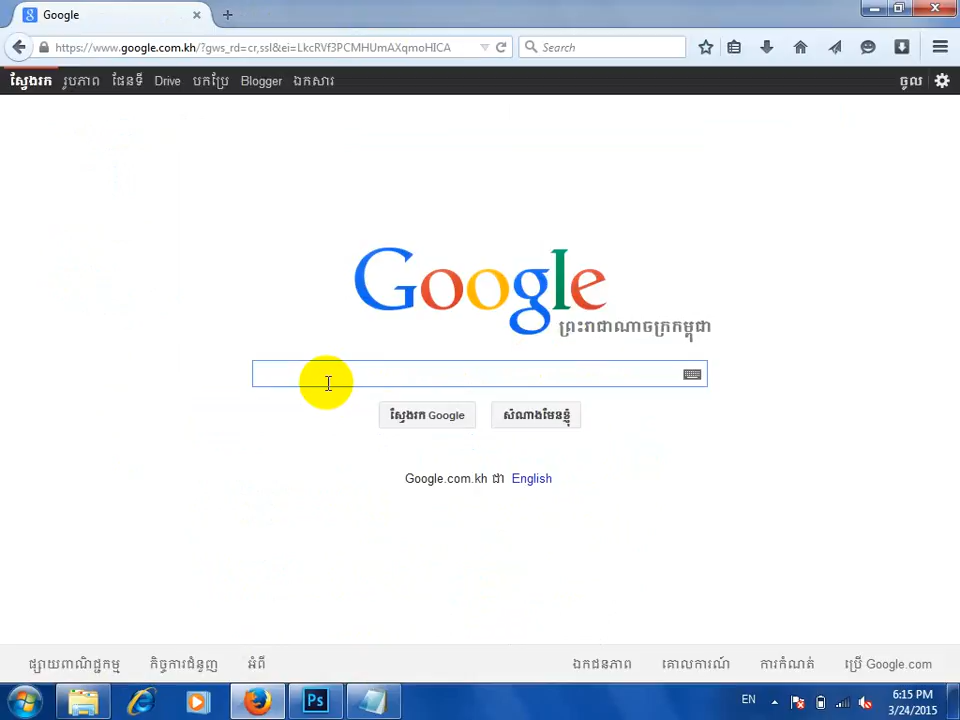 Google
https://www.google.com.kh/?gws_rd=cr,ssl&ei=LkcRVf3PCMHUmAXqmoHICA
Search
ស្វែងរក រូបភាព ផែនទី Drive បកប្រែ Blogger ឯកសារ ចូល
Google
ព្រះរាជាណាចក្រកម្ពុជា
ស្វែងរក Google សំណាងមែនខ្ញុំ
Google.com.kh ជា English
ផ្សាយពាណិជ្ជកម្ម កិច្ចការជំនួញ អំពី ឯកជនភាព គោលការណ៍ ការកំណត់ ប្រើ Google.com
Ps EN 6:15 PM
3/24/2015